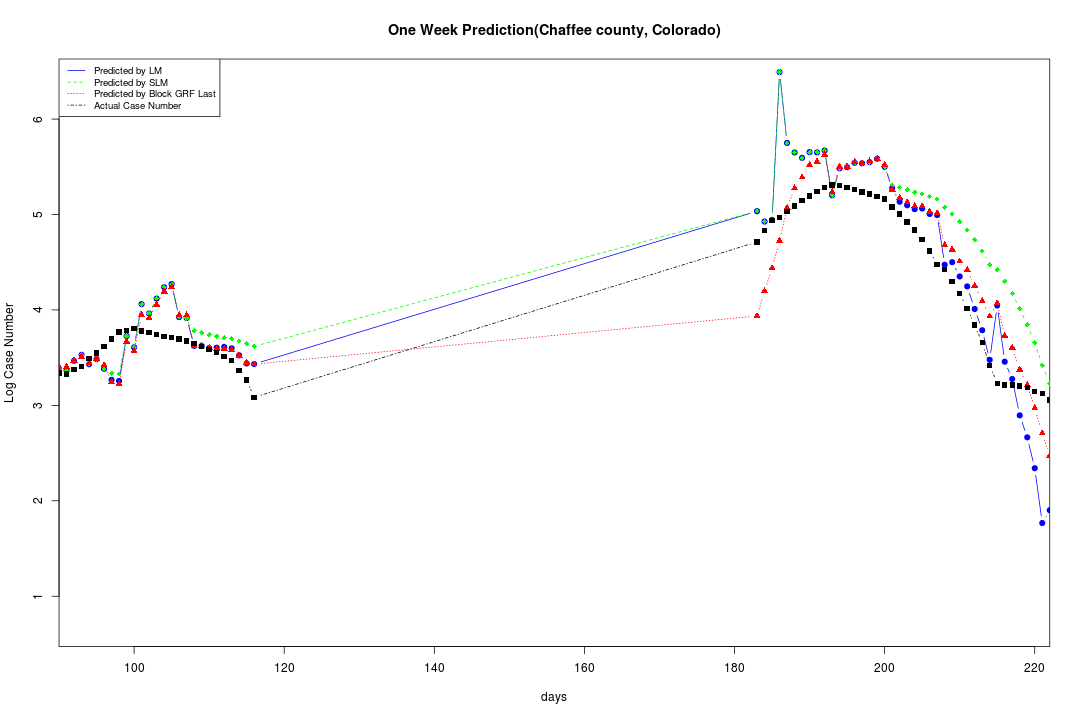 One Week Prediction(Chaffee county, Colorado)
Predicted by LM
Predicted by SLM
Predicted by Block GRF Last
Actual Case Number
Log Case Number
6
5
4
3
2
1
100 120 140 160 180 200 220
days